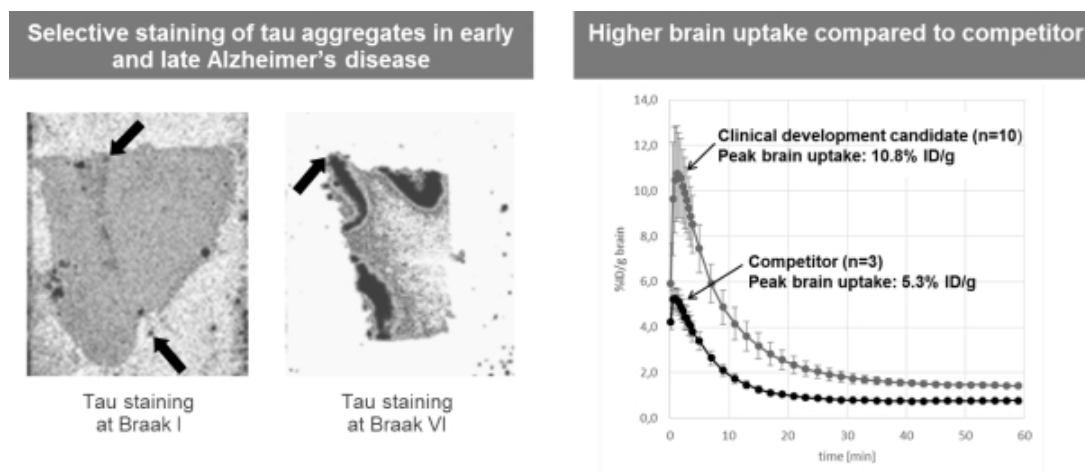 Selective staining of tau aggregates in early
and late Alzheimer's disease
Tau staining
at Braak I
Tau staining
at Braak VI
Higher brain uptake compared to competitor
%ID/g brain
14,0
12,0
10,0
8,0
6,0
4,0
2,0
0,0
Clinical development candidate (n=10)
Peak brain uptake: 10.8% ID/g
Competitor (n=3)
Peak brain uptake: 5.3% ID/g
0 10 20 30 40 50 60
time [min]